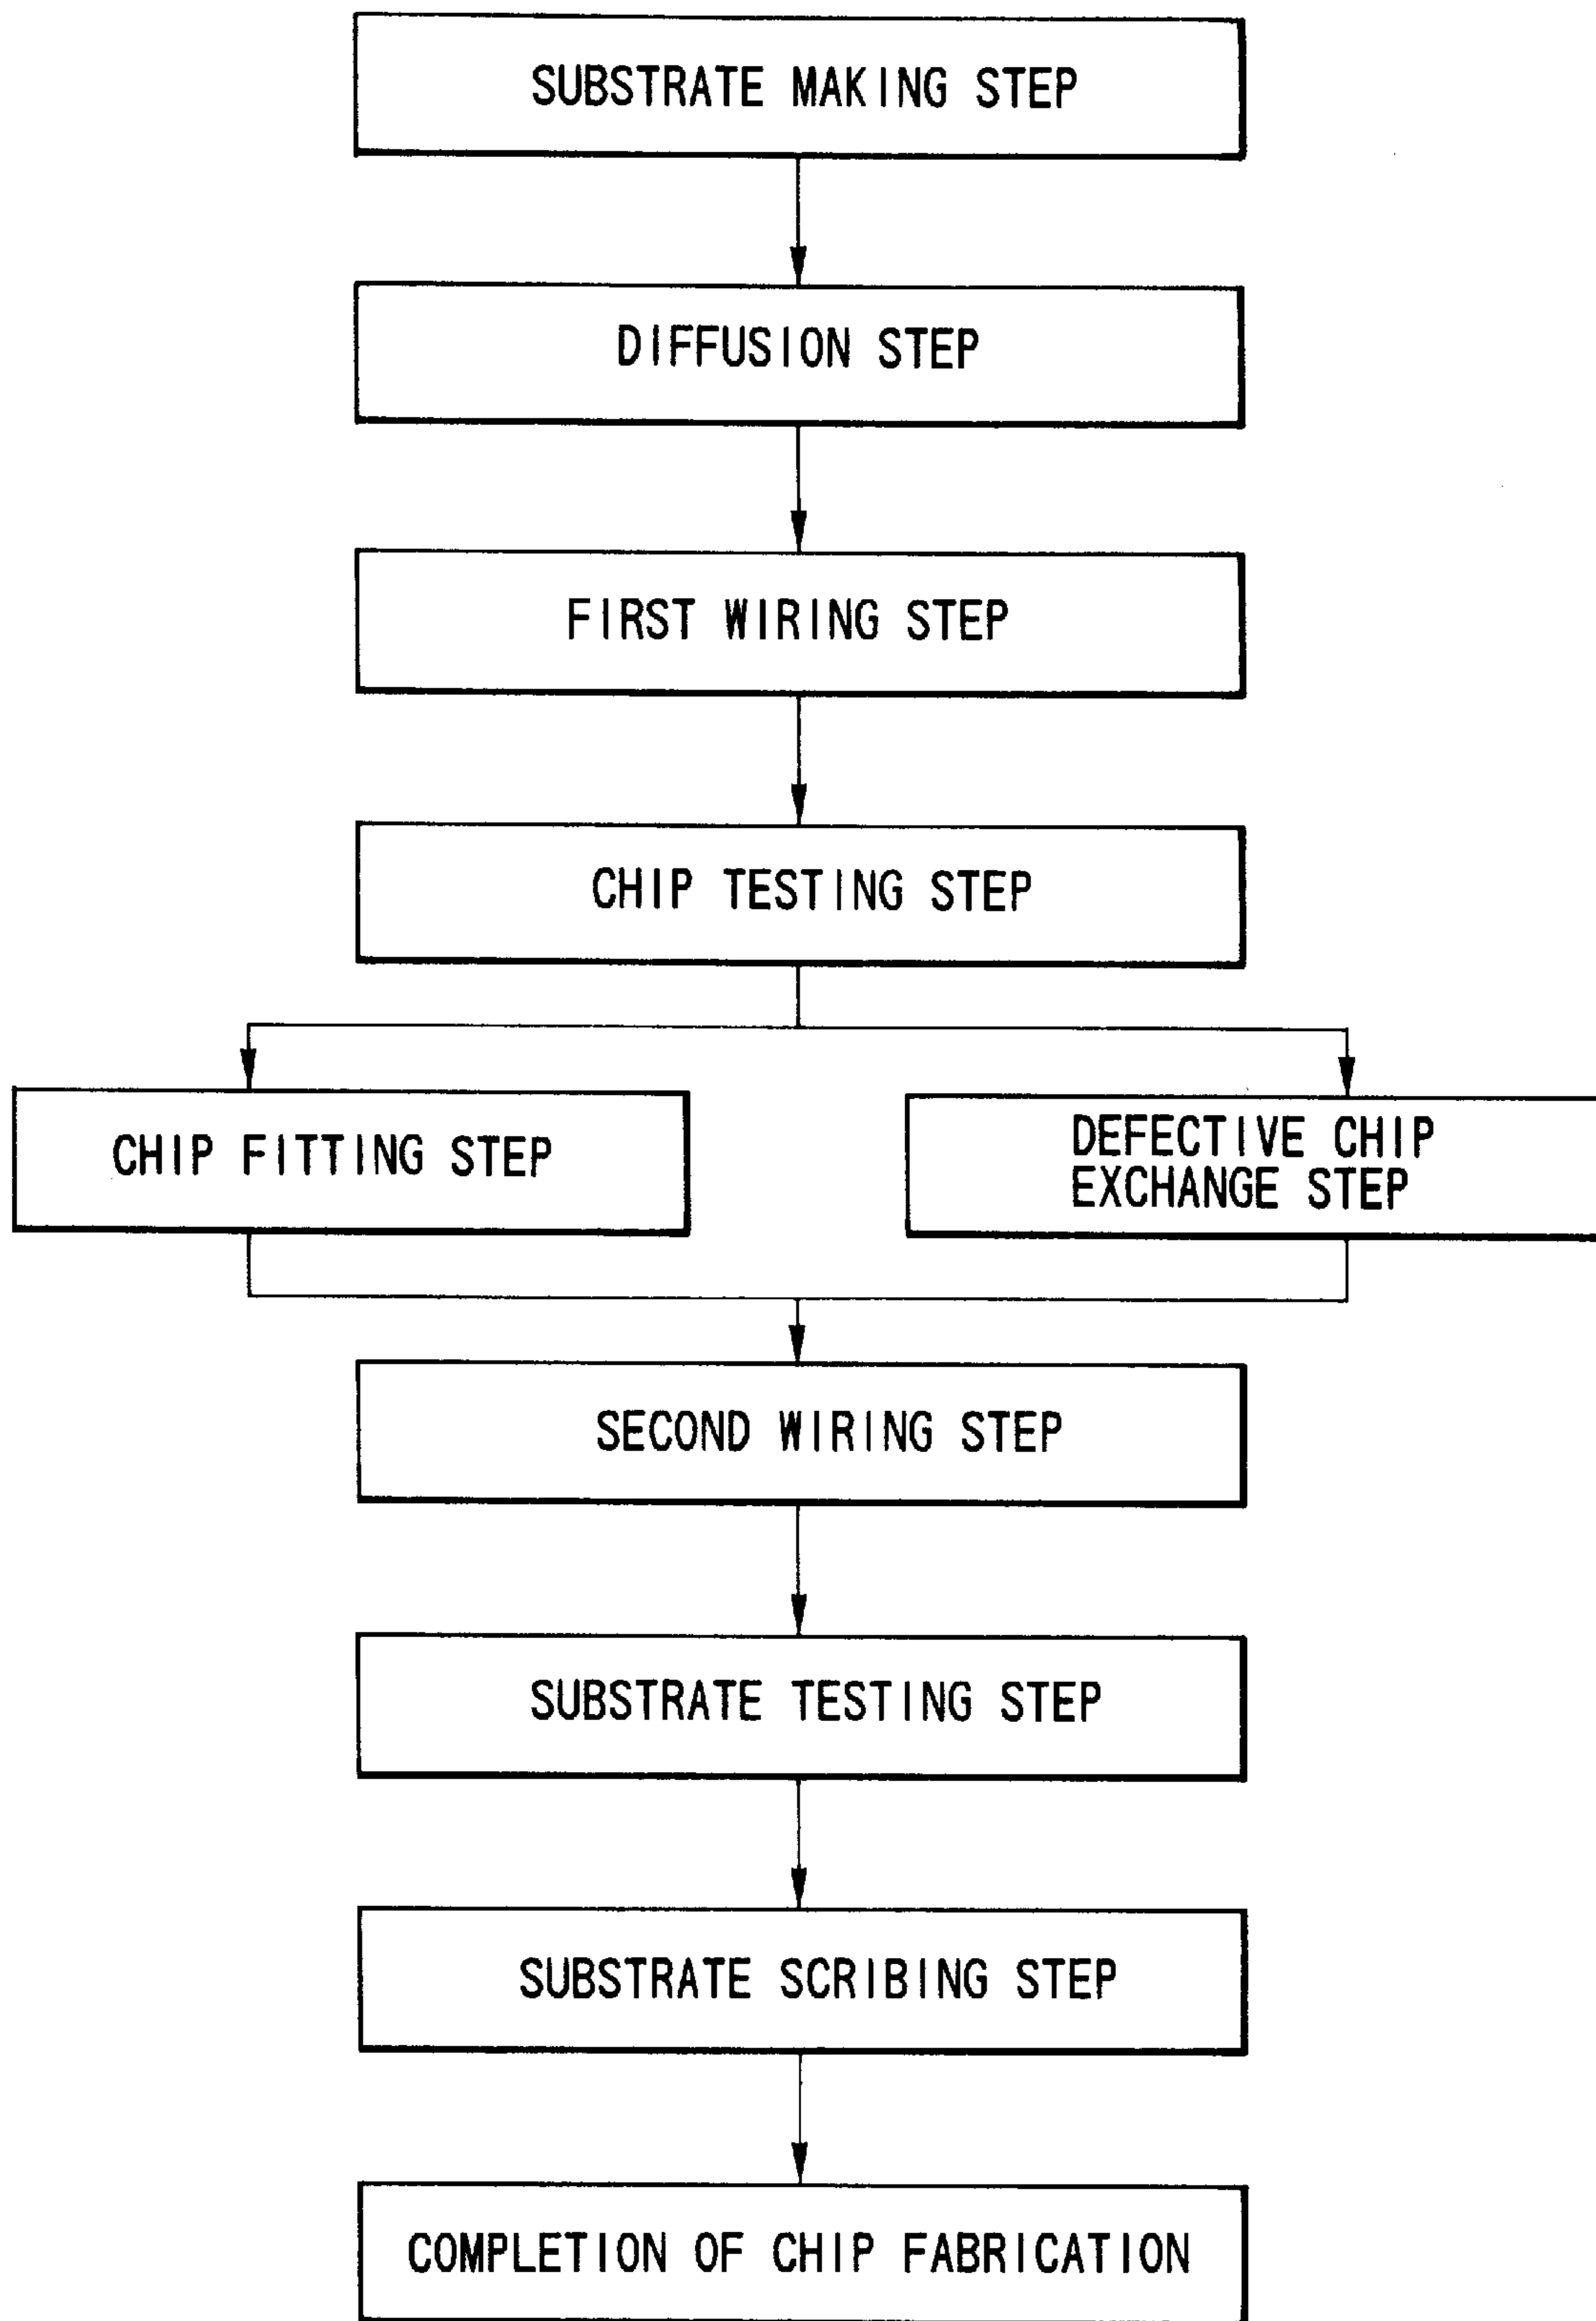 SUBSTRATE MAKING STEP
DIFFUSION STEP
FIRST WIRING STEP
CHIP TESTING STEP
CHIP FITTING STEP
DEFECTIVE CHIP
EXCHANGE STEP
SECOND WIRING STEP
SUBSTRATE TESTING STEP
SUBSTRATE SCRIBING STEP
COMPLETION OF CHIP FABRICATION